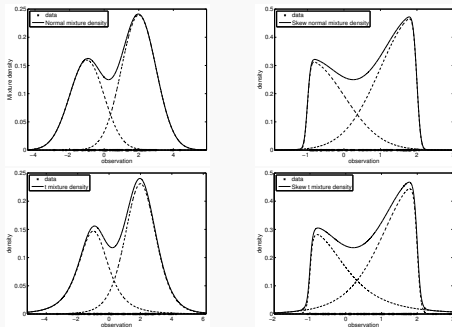 0.25
data
Normal mixture density
0.2
0.15
0.1
0.05
0
Mixture density
−4 −2 0 2 4
observation
0.5
data
Skew normal mixture density
0.4
0.3
0.2
0.1
0
density
−2 −1 0 1 2 3
observation
0.25
data
t mixture density
0.2
0.15
0.1
0.05
0
density
−4 −2 0 2 4 6
observation
0.5
data
Skew t mixture density
0.4
0.3
0.2
0.1
0
density
−2 −1 0 1 2 3
observation